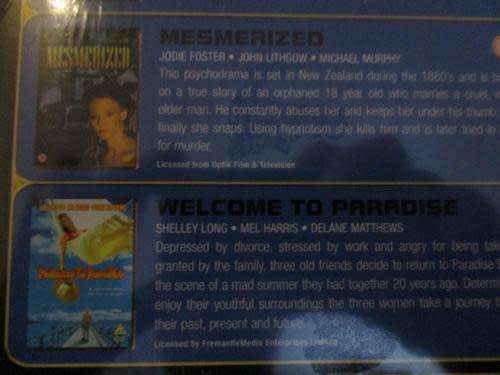 MESMERIZED
MESMERIZED
JODIE FOSTER • JOHN LITHGOW • MICHAEL MURPHY
This psychodrama is set in New Zealand during the 1880's and is
on a true story of an orphaned 18 year old who marries a cruel,
older man. He constantly abuses her and keeps her under his thumb
finally she snaps. Using hypnotism she kills him and is later tried
for murder.
Licensed from Optik Film & Television
WELCOME TO PARADISE
SHELLEY LONG • MEL HARRIS • DELANE MATTHEWS
Depressed by divorce, stressed by work and angry for being
granted by the family, three old friends decide to return to Paradise
the scene of a mad summer they had together 20 years ago.
enjoy their youthful surroundings the three women take a journey
their past, present and future.
Licensed by FremantleMedia Enterprises Limited